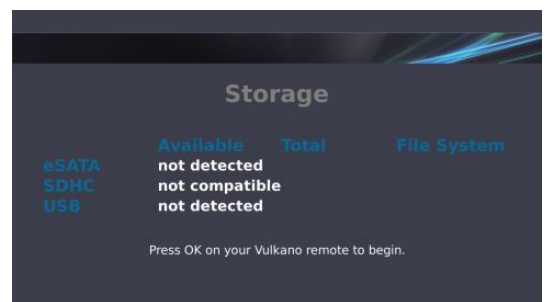 Storage
Available Total File System
eSATA not detected
SDHC not compatible
USB not detected
Press OK on your Vulkano remote to begin.